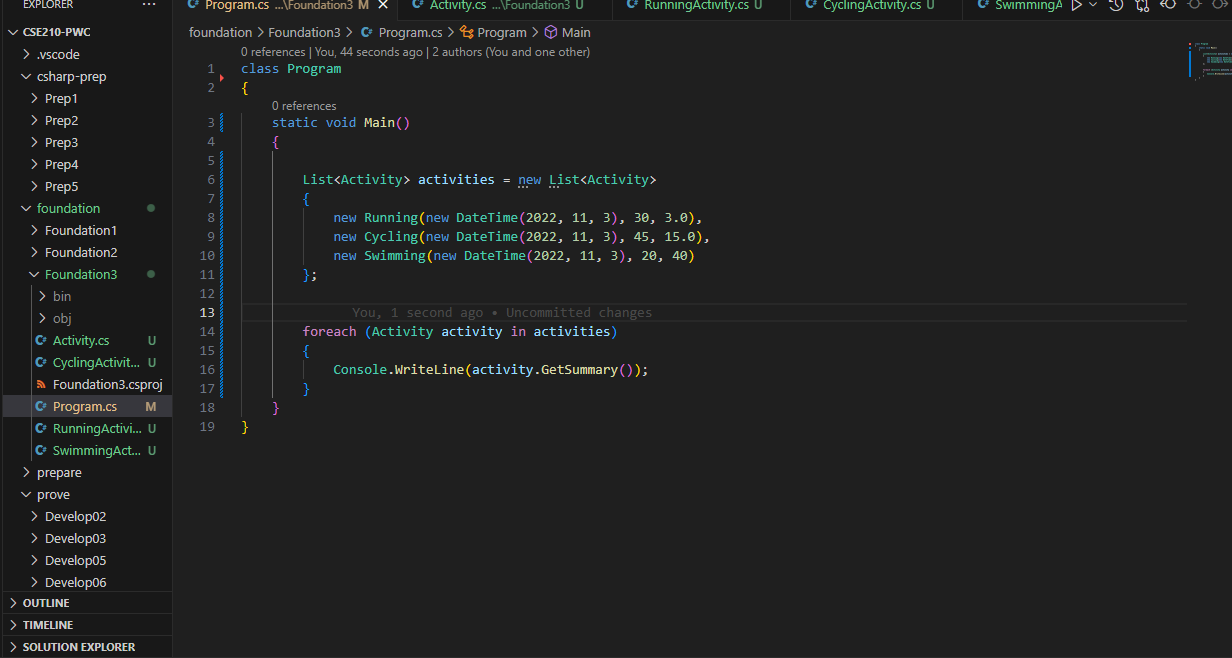 EXPLORER ...
CSE210-PWC
.vscode
csharp-prep
Prep1
Prep2
Prep3
Prep4
Prep5
foundation
Foundation1
Foundation2
Foundation3
bin
obj
Activity.cs U
CyclingActivit... U
Foundation3.csproj
Program.cs M
RunningActivi... U
SwimmingAct... U
prepare
prove
Develop02
Develop03
Develop05
Develop06
OUTLINE
TIMELINE
SOLUTION EXPLORER
Program.cs ...\Foundation3 M Activity.cs ...\Foundation3 U RunningActivity.cs U CyclingActivity.cs U SwimmingA
foundation > Foundation3 > Program.cs > Program > Main
0 references | You, 44 seconds ago | 2 authors (You and one other)
1 class Program
2 {
0 references
3 static void Main()
4 {
5
6 List<Activity> activities = new List<Activity>
7 {
8 new Running(new DateTime(2022, 11, 3), 30, 3.0),
9 new Cycling(new DateTime(2022, 11, 3), 45, 15.0),
10 new Swimming(new DateTime(2022, 11, 3), 20, 40)
11 };
12
13 You, 1 second ago • Uncommitted changes
14 foreach (Activity activity in activities)
15 {
16 Console.WriteLine(activity.GetSummary());
17 }
18 }
19 }